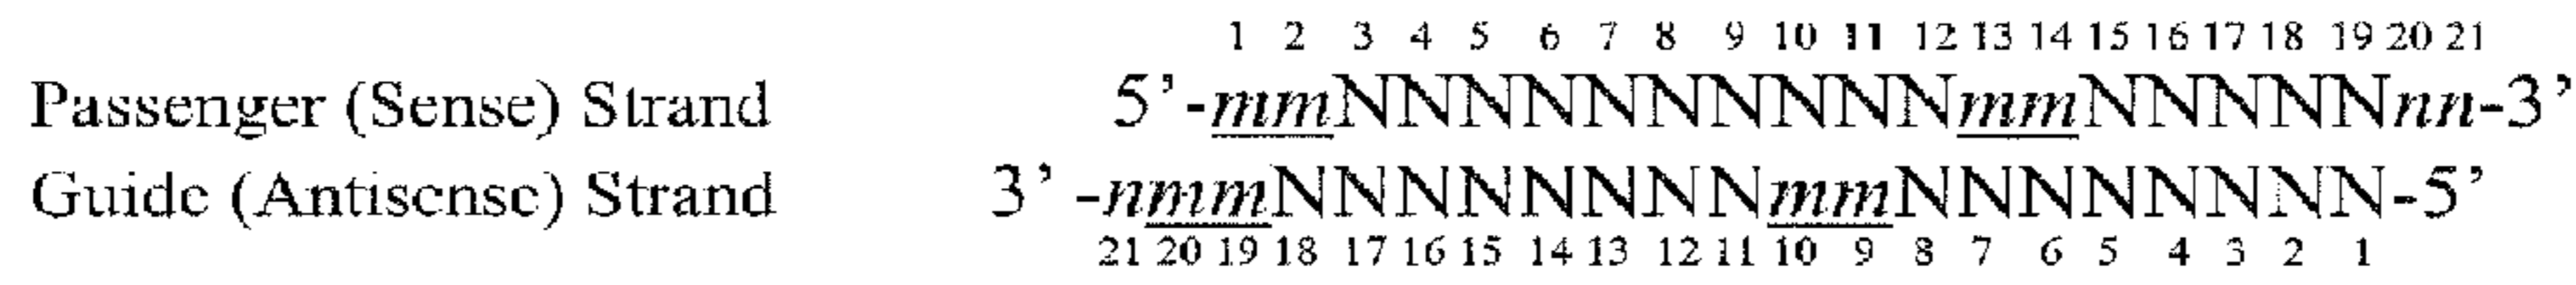 1 2 3 4 5 6 7 8 9 10 11 12 13 14 15 16 17 18 19 20 21
Passenger (Sense) Strand 5’-mmNNNNNNNNNNmmNNNNNnn-3’
Guide (Antisense) Strand 3’ -nmmNNNNNNNNmmNNNNNNNN-5’
21 20 19 18 17 16 15 14 13 12 11 10 9 8 7 6 5 4 3 2 1